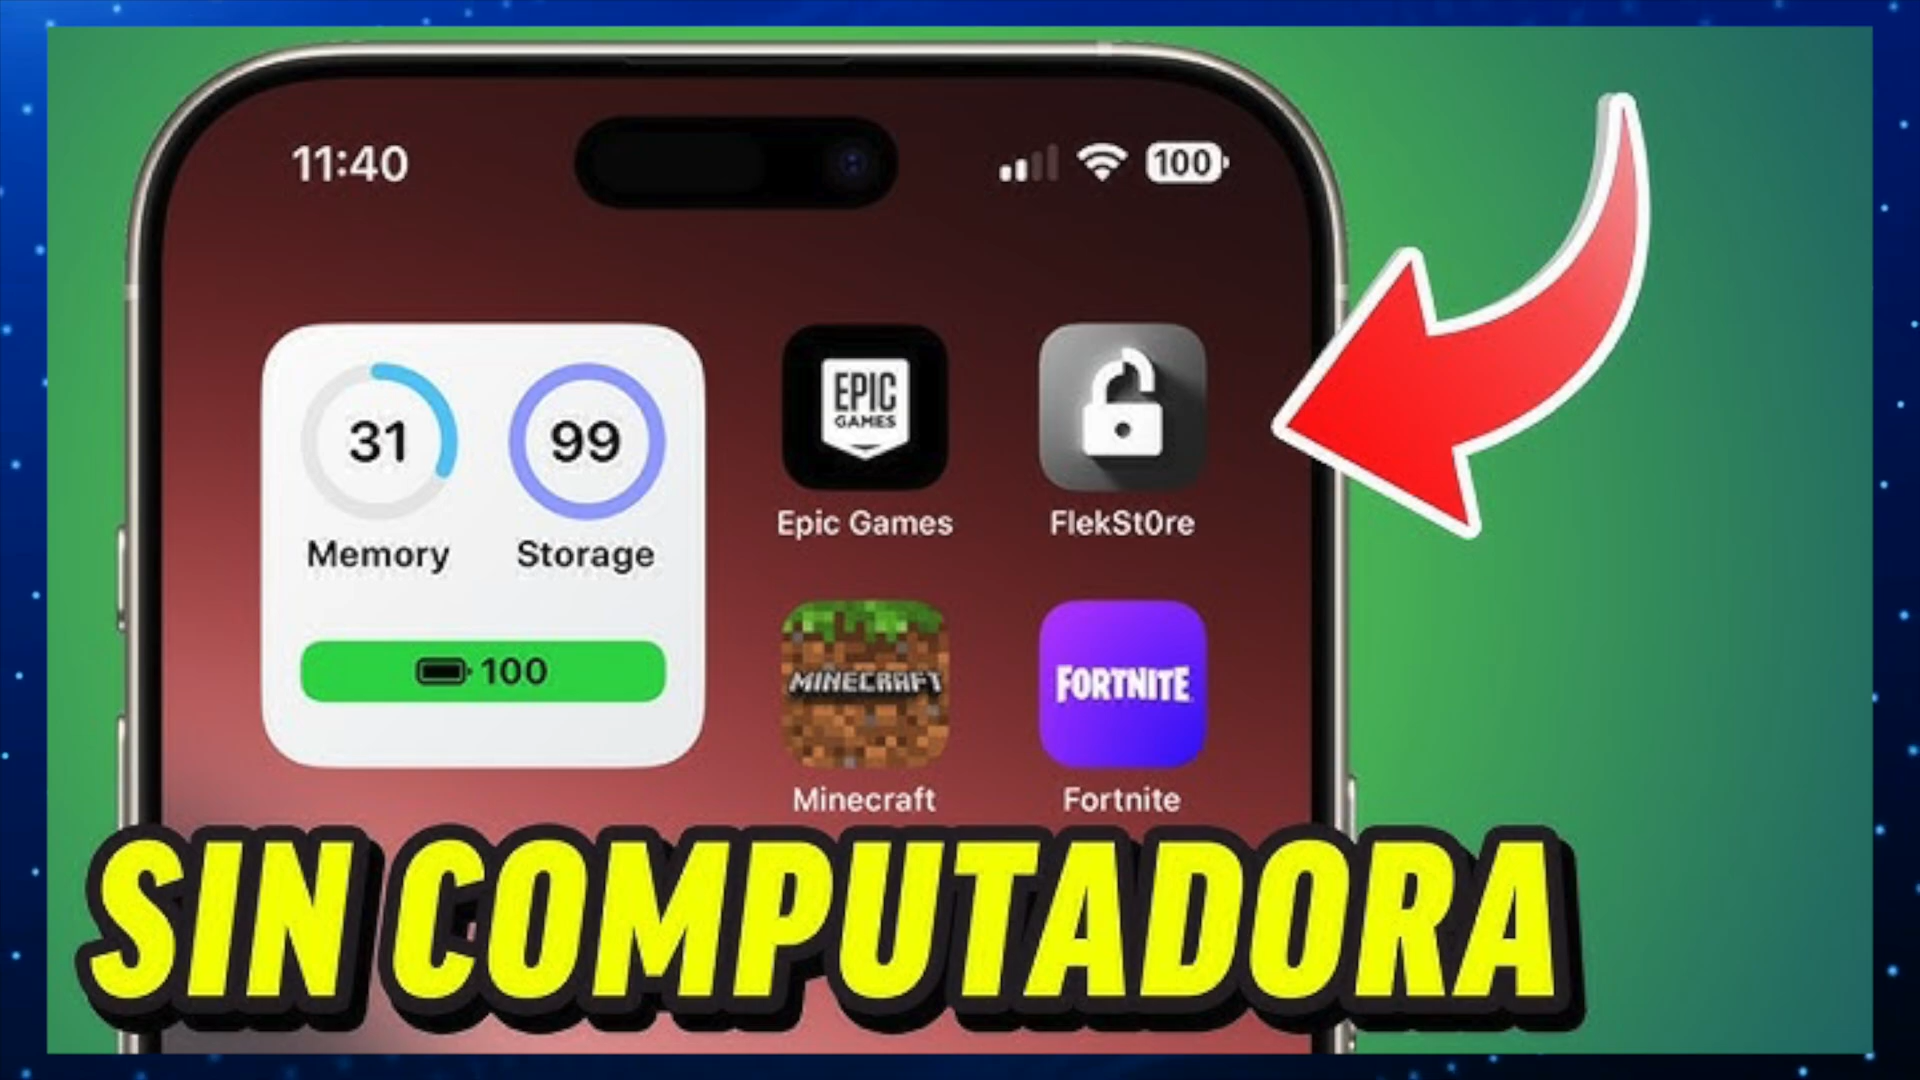 11:40
100
31
99
Memory
Storage
100
EPIC
GAMES
Epic Games
FlekSt0re
MINECRAFT
Minecraft
FORTNITE
Fortnite
SIN COMPUTADORA